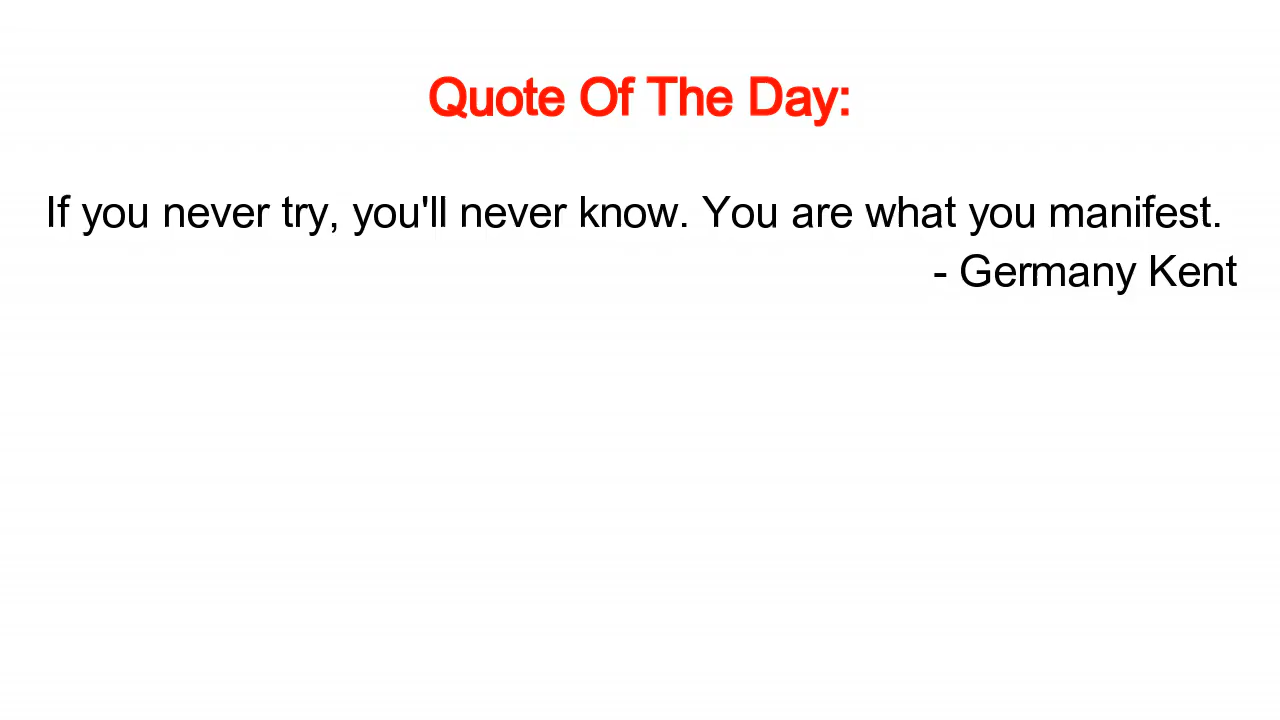 Quote Of The Day:
If you never try, you'll never know. You are what you manifest.
- Germany Kent